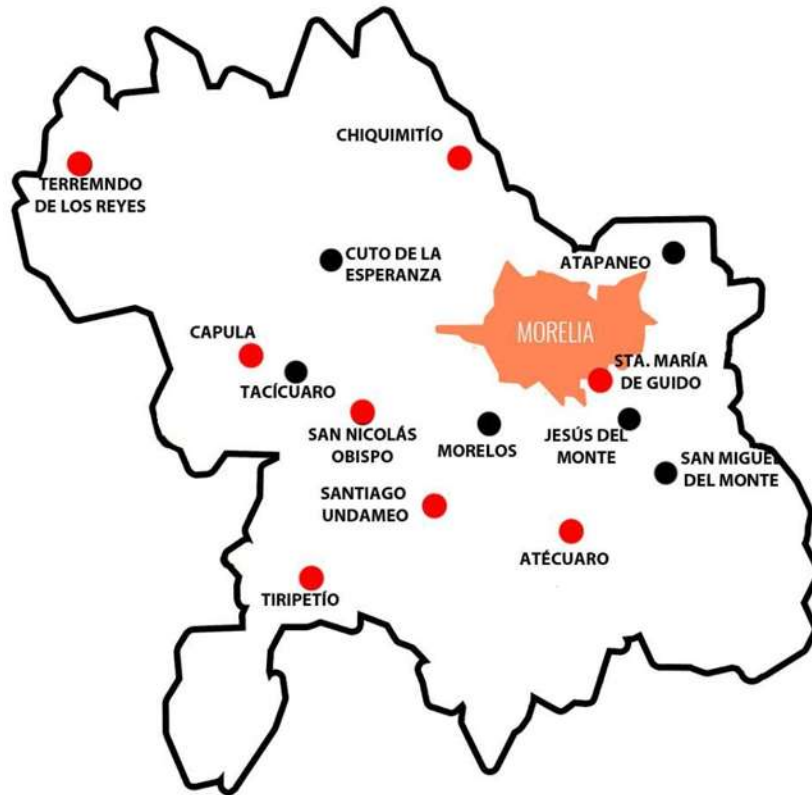 CHIQUIMITÍO
TERREMNDO
DE LOS REYES
CUTO DE LA
ESPERANZA
ATAPANEO
MORELIA
CAPULA
STA. MARÍA
DE GUIDO
TACÍCUARO
SAN NICOLÁS
OBISPO
MORELOS
JESÚS DEL
MONTE
SAN MIGUEL
DEL MONTE
SANTIAGO
UNDAMEO
ATÉCUARO
TIRIPETÍO